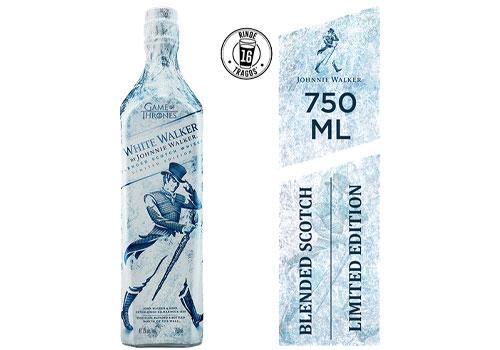 GAME OF
THRONES
WHITE WALKER
BY JOHNNIE WALKER
BLENDED SCOTCH WHISKY
LIMITED EDITION
RINDE
16
TRAGOS
JOHNNIE WALKER
750
ML
BLENDED SCOTCH
LIMITED EDITION